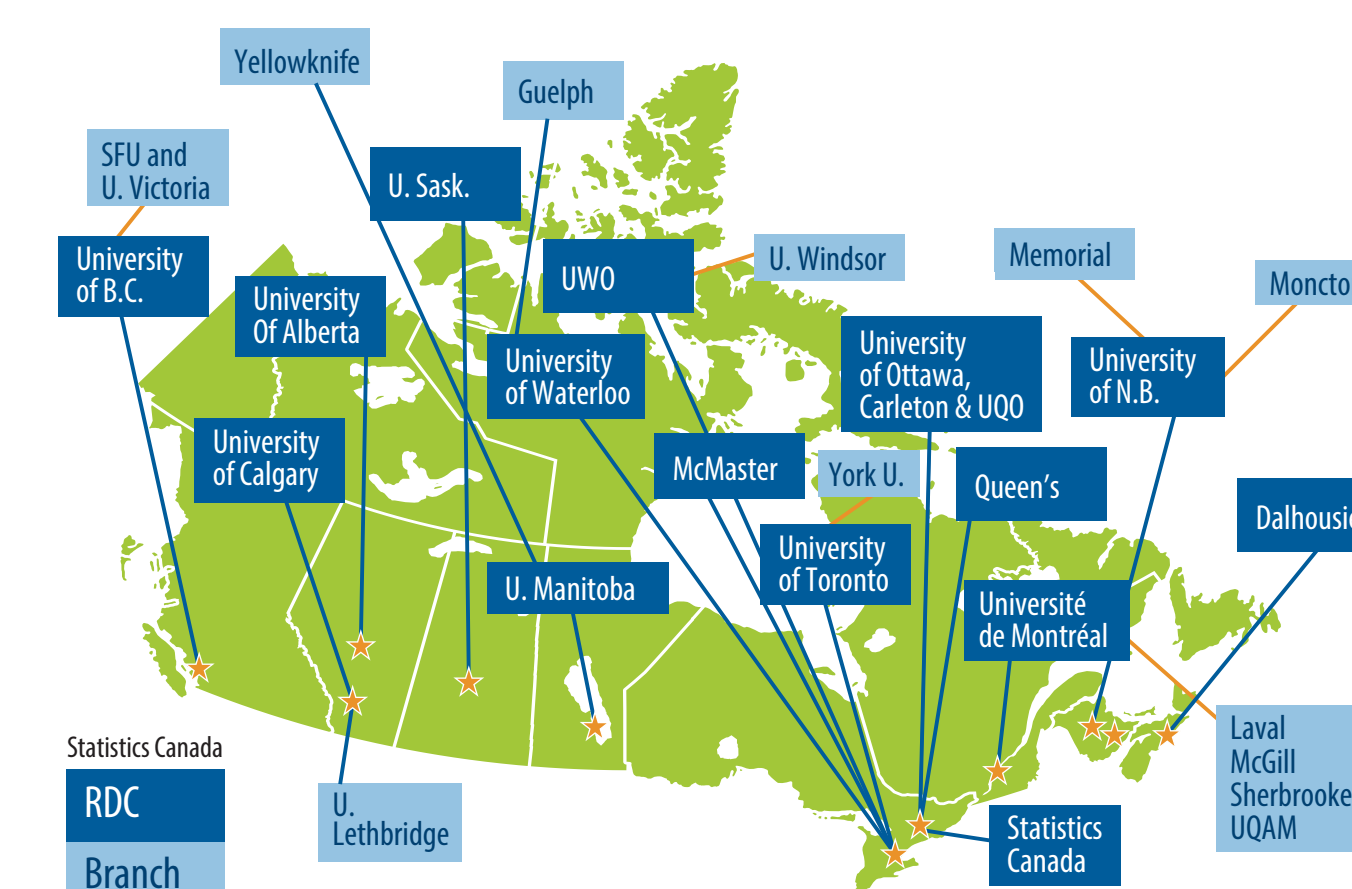 Yellowknife
Guelph
SFU and
U. Victoria
U. Sask.
University
of B.C.
UWO
U. Windsor
Memorial
Moncto
University
Of Alberta
University
of Waterloo
University
of Ottawa,
Carleton & UQO
University
of N.B.
University
of Calgary
McMaster
York U.
Queen's
Dalhousie
University
of Toronto
U. Manitoba
Université
de Montréal
Statistics Canada
RDC
Branch
U.
Lethbridge
Statistics
Canada
Laval
McGill
Sherbrooke
UQAM